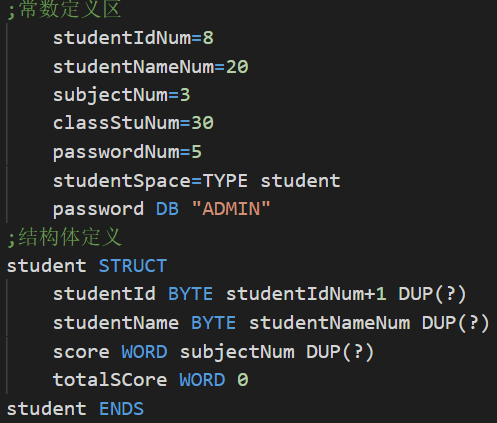 ;常数定义区
studentIdNum=8
studentNameNum=20
subjectNum=3
classStuNum=30
passwordNum=5
studentSpace=TYPE student
password DB "ADMIN"
;结构体定义
student STRUCT
studentId BYTE studentIdNum+1 DUP(?)
studentName BYTE studentNameNum DUP(?)
score WORD subjectNum DUP(?)
totalSCore WORD 0
student ENDS